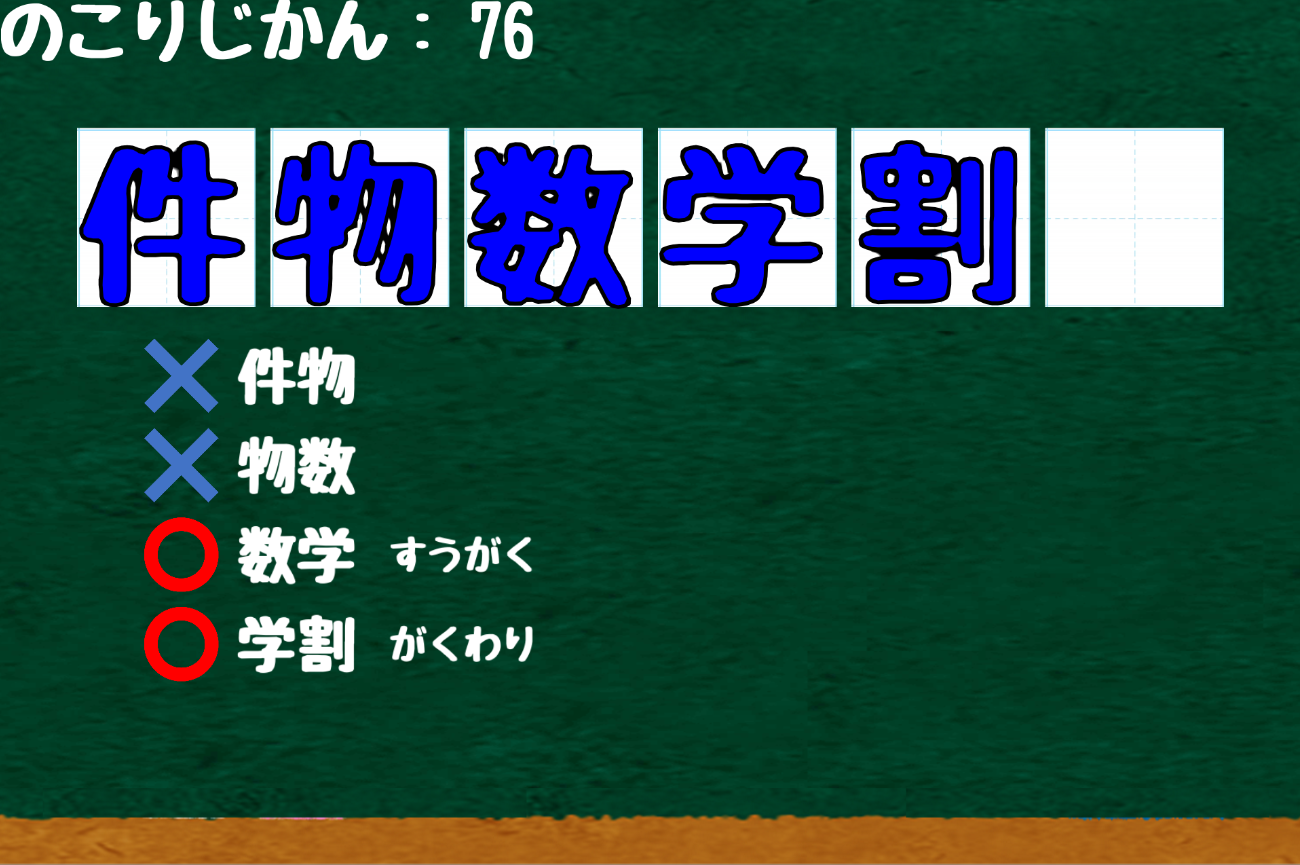 のこりじかん：76
件物数学割
× 件物
× 物数
○ 数学 すうがく
○ 学割 がくわり